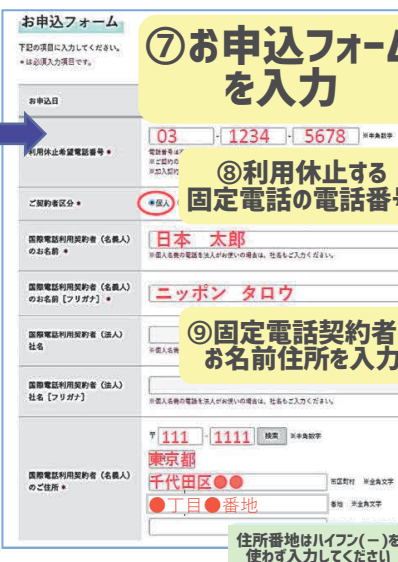 お申込フォーム
下記の項目に入力してください。
*は必須入力項目です。
⑦お申込フォーム
を入力
お申込日
利用休止希望電話番号 *
03 - 1234 - 5678 ※半角数字
⑧利用休止する
固定電話の電話番号
ご契約者区分 *
個人
国際電話利用契約者(名義人)
のお名前 *
日本 太郎
※個人名義の電話を法人がお使いの場合は、社名もご入力ください。
国際電話利用契約者(名義人)
のお名前[フリガナ] *
ニッポン タロウ
⑨固定電話契約者
お名前住所を入力
国際電話利用契約者(法人)
社名
国際電話利用契約者(法人)
社名[フリガナ]
※個人名義の電話を法人がお使いの場合は、社名もご入力ください。
国際電話利用契約者(名義人)
のご住所 *
〒 111 - 1111 検索 ※半角数字
東京都
千代田区●● 市区町村 ※全角文字
●丁目●番地 番地 ※全角文字
住所番地はハイフン(-)を
使わず入力してください